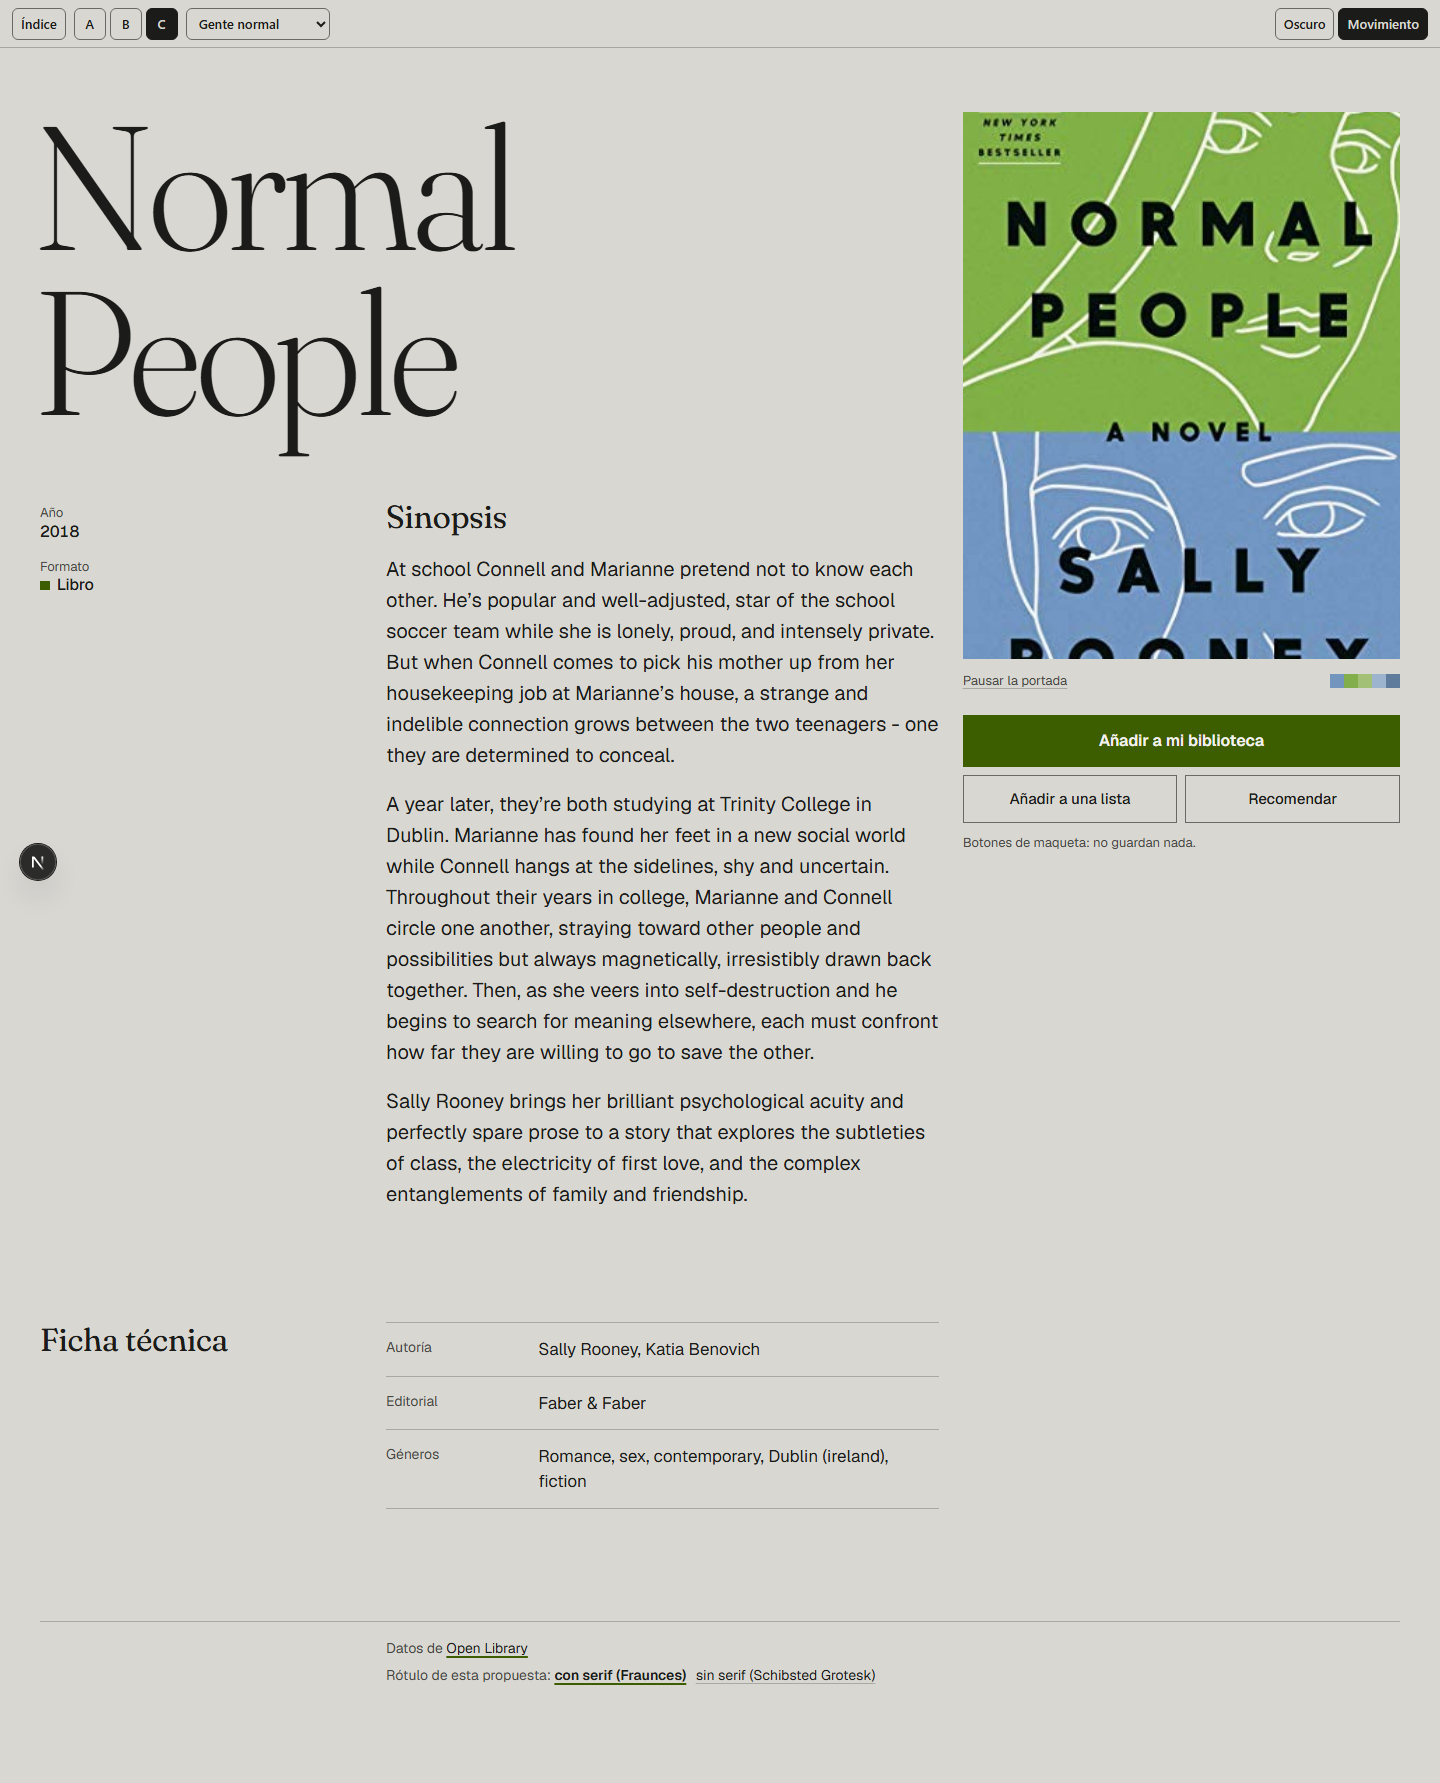 Índice A B C Gente normal Oscuro Movimiento
Normal
People
NEW YORK
TIMES
BESTSELLER
NORMAL
PEOPLE
A NOVEL
SALLY
ROONEY
Pausar la portada
Añadir a mi biblioteca
Añadir a una lista Recomendar
Botones de maqueta: no guardan nada.
Año
2018
Formato
Libro
Sinopsis
At school Connell and Marianne pretend not to know each
other. He’s popular and well-adjusted, star of the school
soccer team while she is lonely, proud, and intensely private.
But when Connell comes to pick his mother up from her
housekeeping job at Marianne’s house, a strange and
indelible connection grows between the two teenagers - one
they are determined to conceal.
A year later, they’re both studying at Trinity College in
Dublin. Marianne has found her feet in a new social world
while Connell hangs at the sidelines, shy and uncertain.
Throughout their years in college, Marianne and Connell
circle one another, straying toward other people and
possibilities but always magnetically, irresistibly drawn back
together. Then, as she veers into self-destruction and he
begins to search for meaning elsewhere, each must confront
how far they are willing to go to save the other.
Sally Rooney brings her brilliant psychological acuity and
perfectly spare prose to a story that explores the subtleties
of class, the electricity of first love, and the complex
entanglements of family and friendship.
N
Ficha técnica
Autoría Sally Rooney, Katia Benovich
Editorial Faber & Faber
Géneros Romance, sex, contemporary, Dublin (ireland),
fiction
Datos de Open Library
Rótulo de esta propuesta: con serif (Fraunces) sin serif (Schibsted Grotesk)